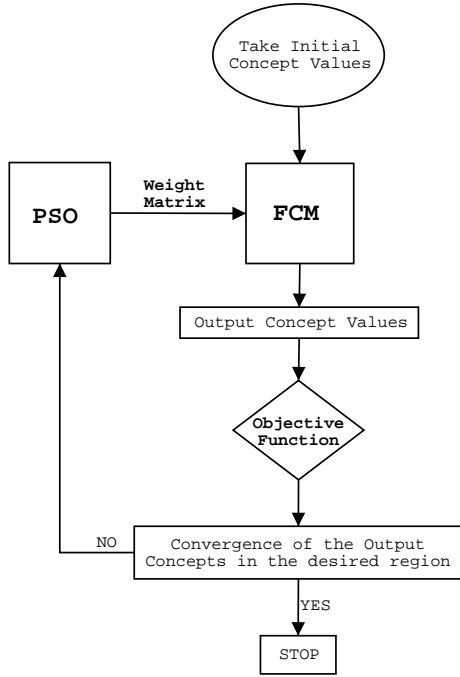 Take Initial
Concept Values
Weight
Matrix
PSO
FCM
Output Concept Values
Objective
Function
NO
Convergence of the Output
Concepts in the desired region
YES
STOP